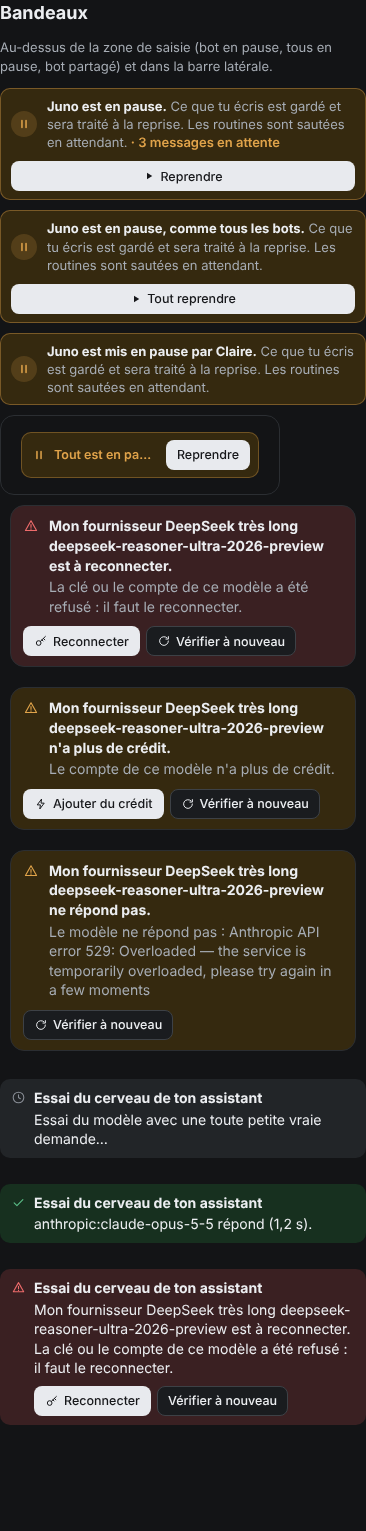 Bandeaux
Au-dessus de la zone de saisie (bot en pause, tous en
pause, bot partagé) et dans la barre latérale.
Juno est en pause. Ce que tu écris est gardé et
sera traité à la reprise. Les routines sont sautées
en attendant. · 3 messages en attente
Reprendre
Juno est en pause, comme tous les bots. Ce que
tu écris est gardé et sera traité à la reprise. Les
routines sont sautées en attendant.
Tout reprendre
Juno est mis en pause par Claire. Ce que tu écris
est gardé et sera traité à la reprise. Les routines
sont sautées en attendant.
Tout est en pa...
Reprendre
Mon fournisseur DeepSeek très long
deepseek-reasoner-ultra-2026-preview
est à reconnecter.
La clé ou le compte de ce modèle a été
refusé : il faut le reconnecter.
Reconnecter
Vérifier à nouveau
Mon fournisseur DeepSeek très long
deepseek-reasoner-ultra-2026-preview
n'a plus de crédit.
Le compte de ce modèle n'a plus de crédit.
Ajouter du crédit
Vérifier à nouveau
Mon fournisseur DeepSeek très long
deepseek-reasoner-ultra-2026-preview
ne répond pas.
Le modèle ne répond pas : Anthropic API
error 529: Overloaded — the service is
temporarily overloaded, please try again in
a few moments
Vérifier à nouveau
Essai du cerveau de ton assistant
Essai du modèle avec une toute petite vraie
demande...
Essai du cerveau de ton assistant
anthropic:claude-opus-5-5 répond (1,2 s).
Essai du cerveau de ton assistant
Mon fournisseur DeepSeek très long deepseek-
reasoner-ultra-2026-preview est à reconnecter.
La clé ou le compte de ce modèle a été refusé :
il faut le reconnecter.
Reconnecter
Vérifier à nouveau